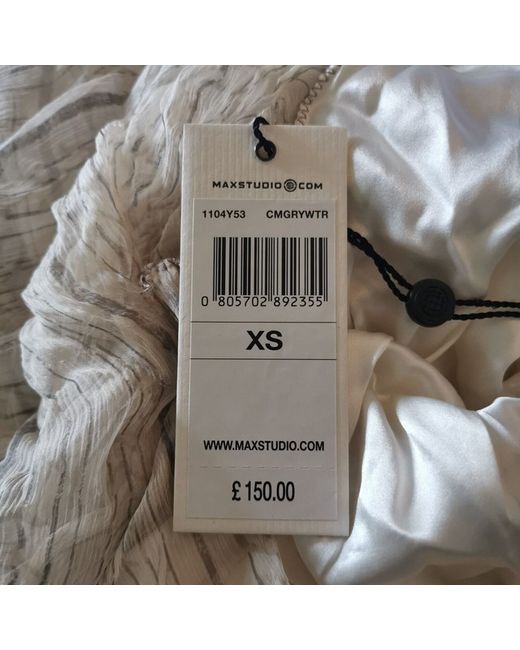 MAXSTUDIO.COM
1104Y53 CMGRYWTR
0 805702 892355
XS
WWW.MAXSTUDIO.COM
£150.00